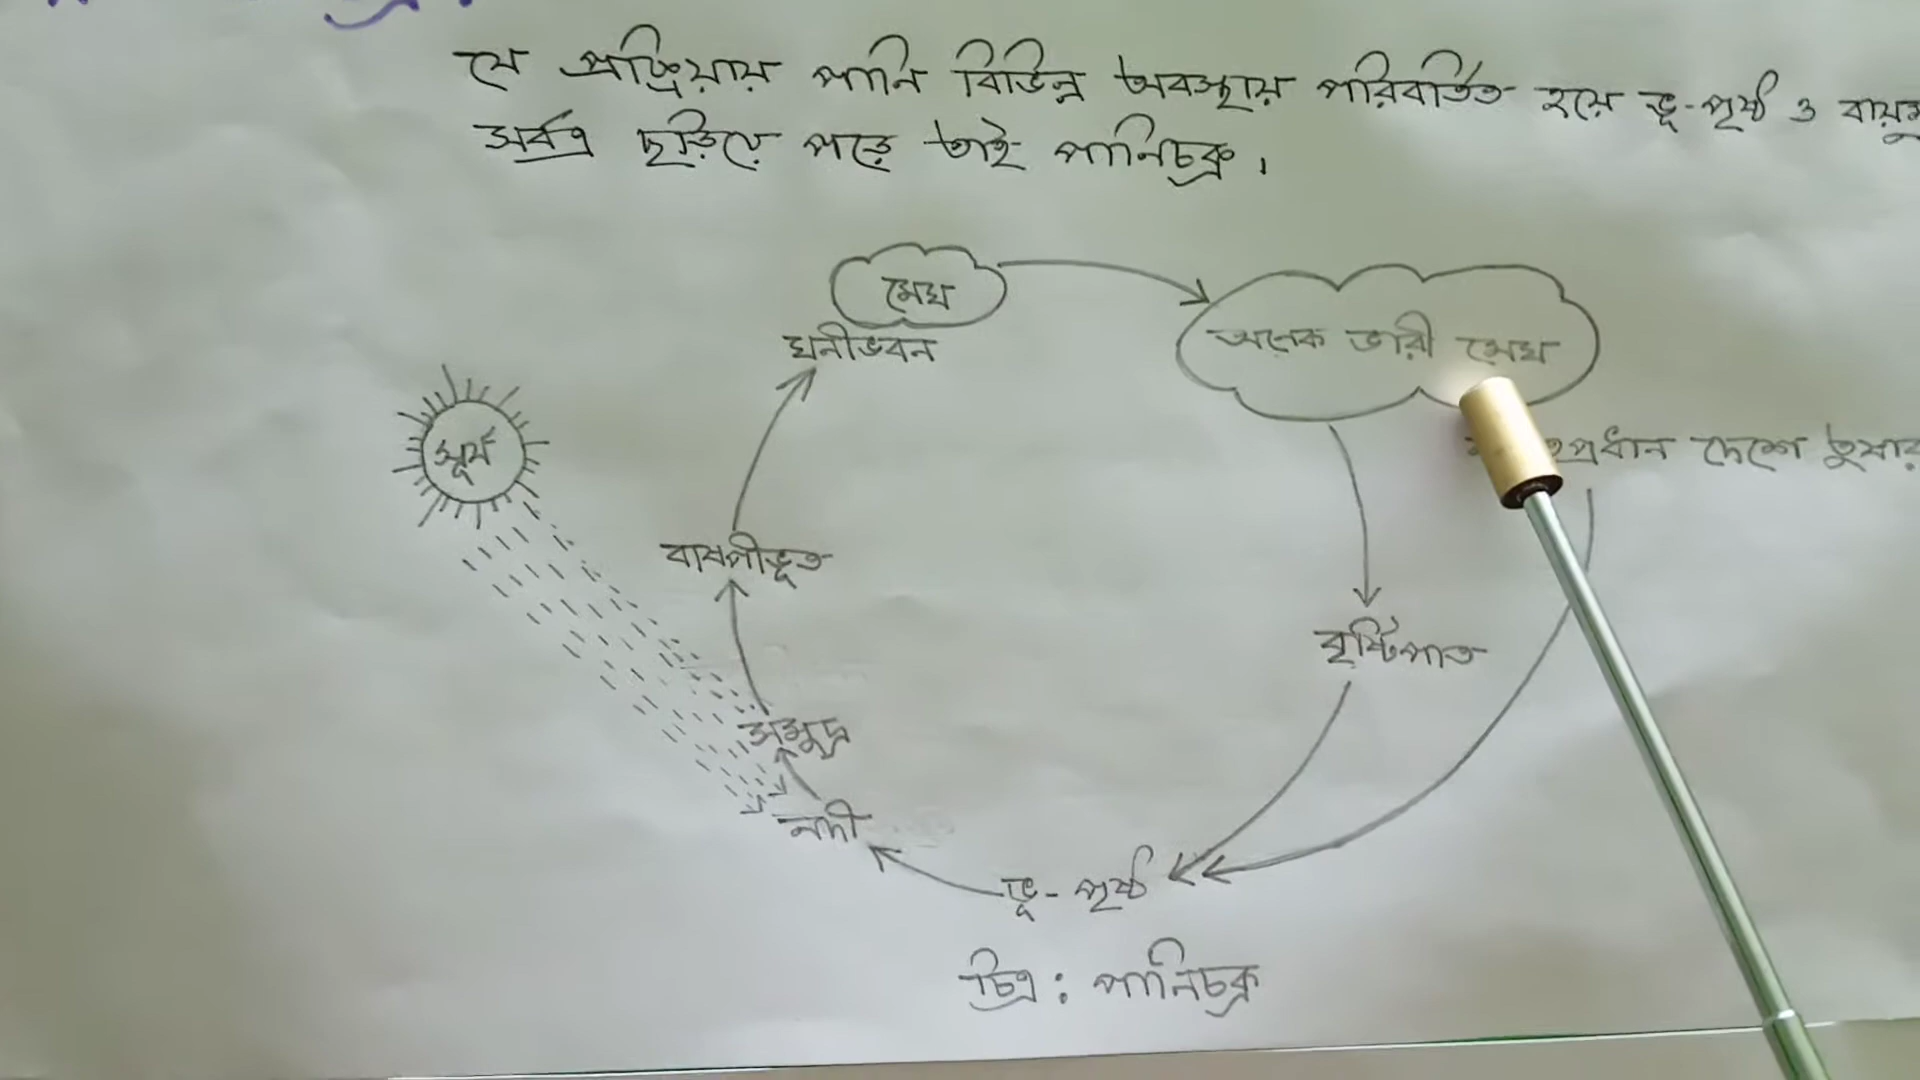 যে প্রক্রিয়ায় পানি বিভিন্ন অবস্থায় পরিবর্তিত হয়ে ভূ-পৃষ্ঠ ও
সর্বত্র ছড়িয়ে পড়ে তাই পানিচক্র।
মেঘ
ঘনীভবন
অনেক ভারী মেঘ
সূর্য
প্রধান দেশে তুষার
বাষ্পীভূত
বৃষ্টিপাত
সমুদ্র
নদী
ভূ-পৃষ্ঠ
চিত্র: পানিচক্র